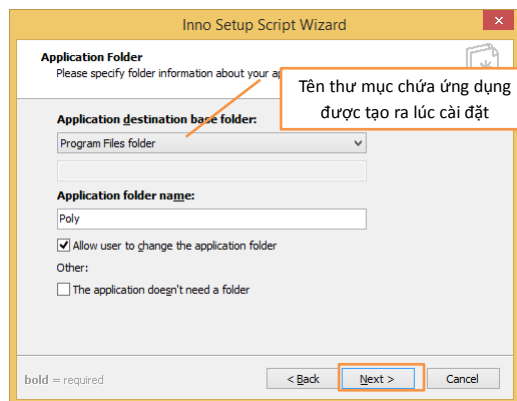 Inno Setup Script Wizard
Application Folder
Please specify folder information about your
Tên thư mục chứa ứng dụng
được tạo ra lúc cài đặt
Application destination base folder:
Program Files folder
Application folder name:
Poly
Allow user to change the application folder
Other:
The application doesn't need a folder
bold = required
< Back
Next >
Cancel